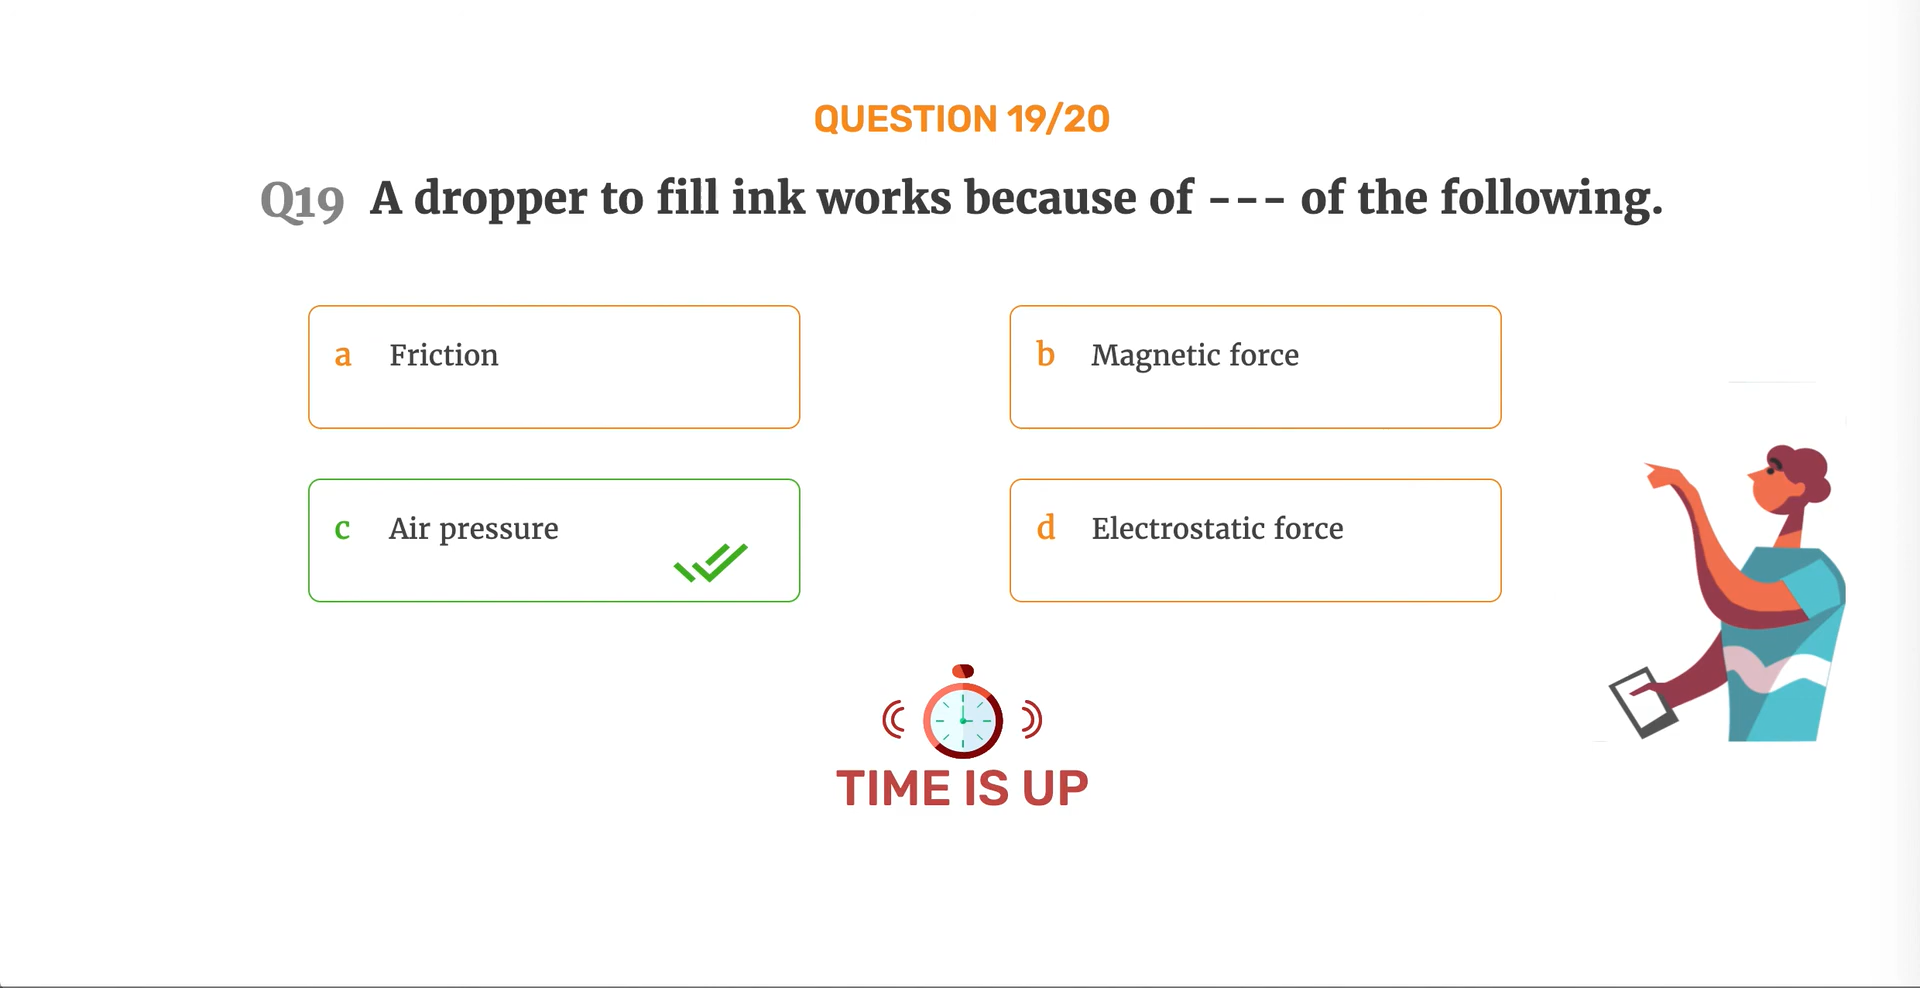 QUESTION 19/20
Q19 A dropper to fill ink works because of --- of the following.
a Friction
b Magnetic force
c Air pressure
d Electrostatic force
TIME IS UP